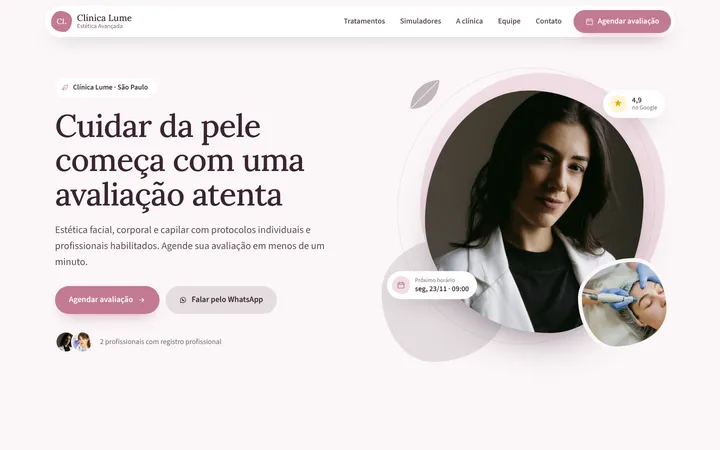 CL
Clínica Lume
Estética Avançada
Tratamentos
Simuladores
A clínica
Equipe
Contato
Agendar avaliação
Clínica Lume · São Paulo
Cuidar da pele
começa com uma
avaliação atenta
Estética facial, corporal e capilar com protocolos individuais e
profissionais habilitados. Agende sua avaliação em menos de um
minuto.
Agendar avaliação →
Falar pelo WhatsApp
2 profissionais com registro profissional
4,9
no Google
Próximo horário
seg, 23/11 · 09:00